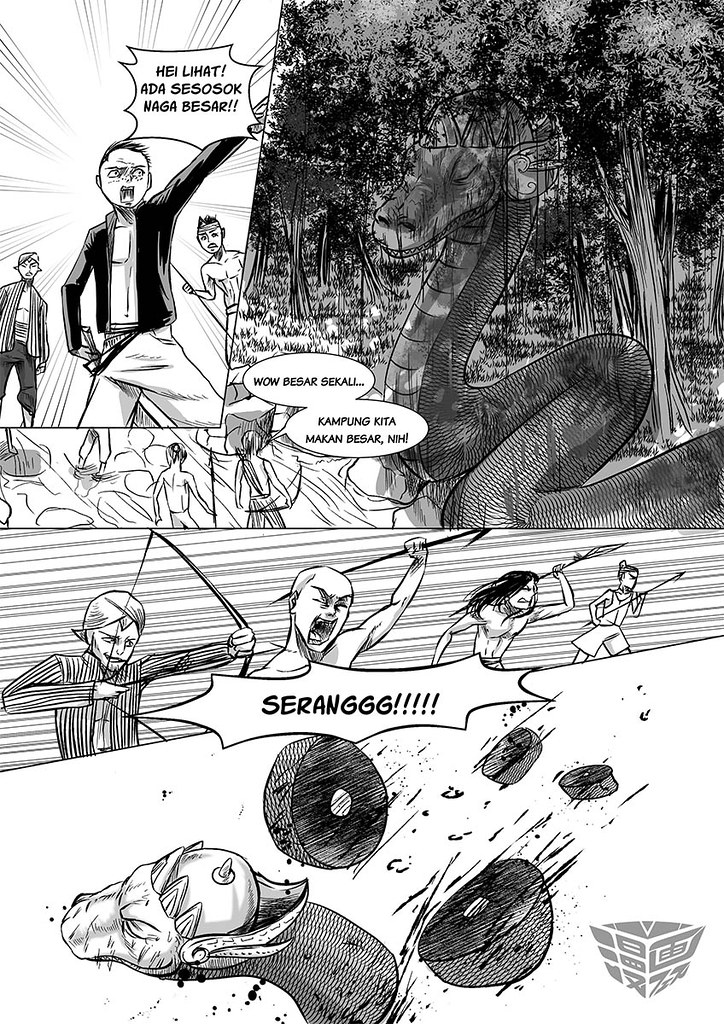 HEI LIHAT!
ADA SESOSOK
NAGA BESAR!!
WOW BESAR SEKALI...
KAMPUNG KITA
MAKAN BESAR, NIH!
SERANGGG!!!!!